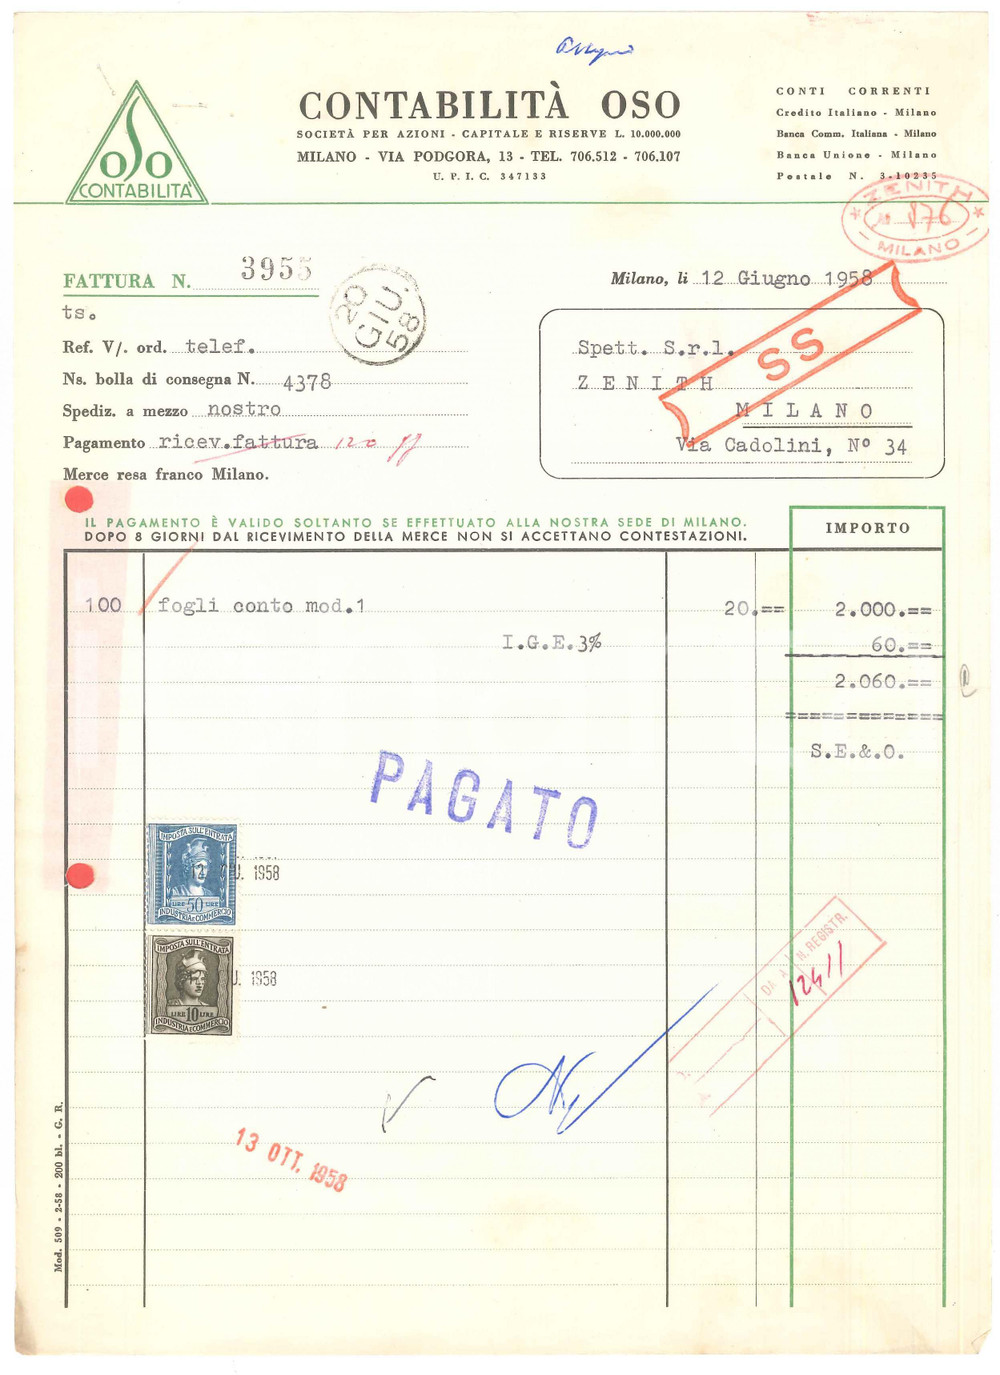 CONTABILITÀ OSO
SOCIETÀ PER AZIONI - CAPITALE E RISERVE L. 10.000.000
MILANO - VIA PODGORA, 13 - TEL. 706.512 - 706.107
U. P. I. C. 347133
OSO
CONTABILITÀ
CONTI CORRENTI
Credito Italiano - Milano
Banca Comm. Italiana - Milano
Banca Unione - Milano
Postale N. 3-10235
* ZENITH *
876
- MILANO -
FATTURA N. 3955
20 GIU. 58
Milano, li 12 Giugno 1958
ts.
Ref. V/. ord. telef.
Ns. bolla di consegna N. 4378
Spediz. a mezzo nostro
Pagamento ricev.fattura 120
Merce resa franco Milano.
Spett. S.r.l.
ZENITH
MILANO
Via Cadolini, N° 34
SS
IL PAGAMENTO È VALIDO SOLTANTO SE EFFETTUATO ALLA NOSTRA SEDE DI MILANO.
DOPO 8 GIORNI DAL RICEVIMENTO DELLA MERCE NON SI ACCETTANO CONTESTAZIONI.
IMPORTO
100 fogli conto mod.1 20.== 2.000.==
I.G.E. 3% 60.==
2.060.==
============
S.E.&.O.
PAGATO
IMPOSTA SULL'ENTRATA
LIRE 50 LIRE
INDUSTRIA E COMMERCIO
1958
IMPOSTA SULL'ENTRATA
LIRE 10 LIRE
INDUSTRIA E COMMERCIO
1958
N. REGISTR.
12411
13 OTT. 1958
Mod. 509 - 2-58 - 200 bl. - G. R.